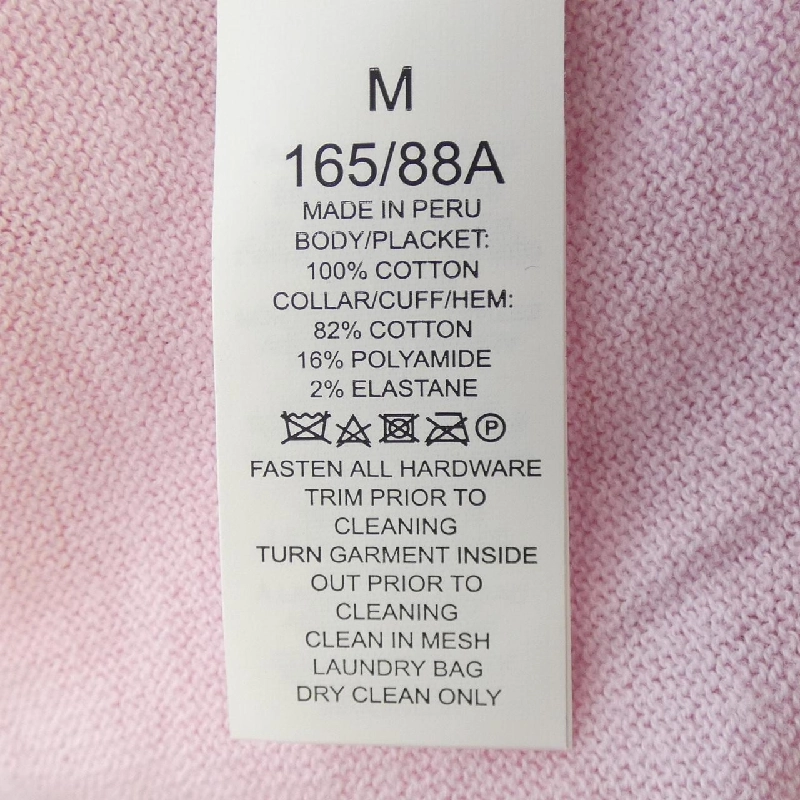 M
165/88A
MADE IN PERU
BODY/PLACKET:
100% COTTON
COLLAR/CUFF/HEM:
82% COTTON
16% POLYAMIDE
2% ELASTANE
P
FASTEN ALL HARDWARE
TRIM PRIOR TO
CLEANING
TURN GARMENT INSIDE
OUT PRIOR TO
CLEANING
CLEAN IN MESH
LAUNDRY BAG
DRY CLEAN ONLY